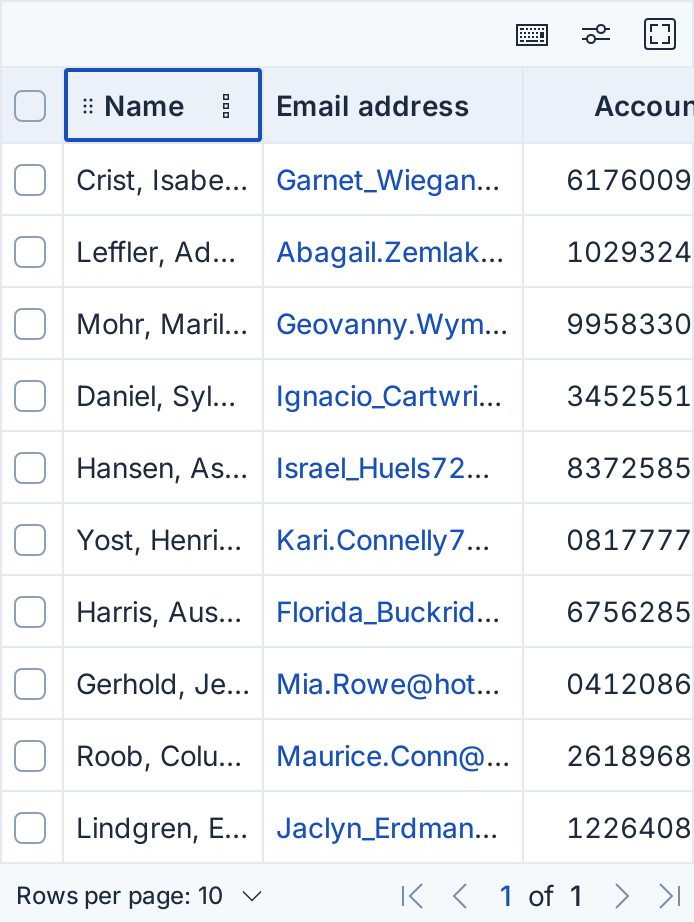 Name Email address Accoun
Crist, Isabe... Garnet_Wiegan... 6176009
Leffler, Ad... Abagail.Zemlak... 1029324
Mohr, Maril... Geovanny.Wym... 9958330
Daniel, Syl... Ignacio_Cartwri... 3452551
Hansen, As... Israel_Huels72... 8372585
Yost, Henri... Kari.Connelly7... 0817777
Harris, Aus... Florida_Buckrid... 6756285
Gerhold, Je... Mia.Rowe@hot... 0412086
Roob, Colu... Maurice.Conn@... 2618968
Lindgren, E... Jaclyn_Erdman... 1226408
Rows per page: 10 1 of 1